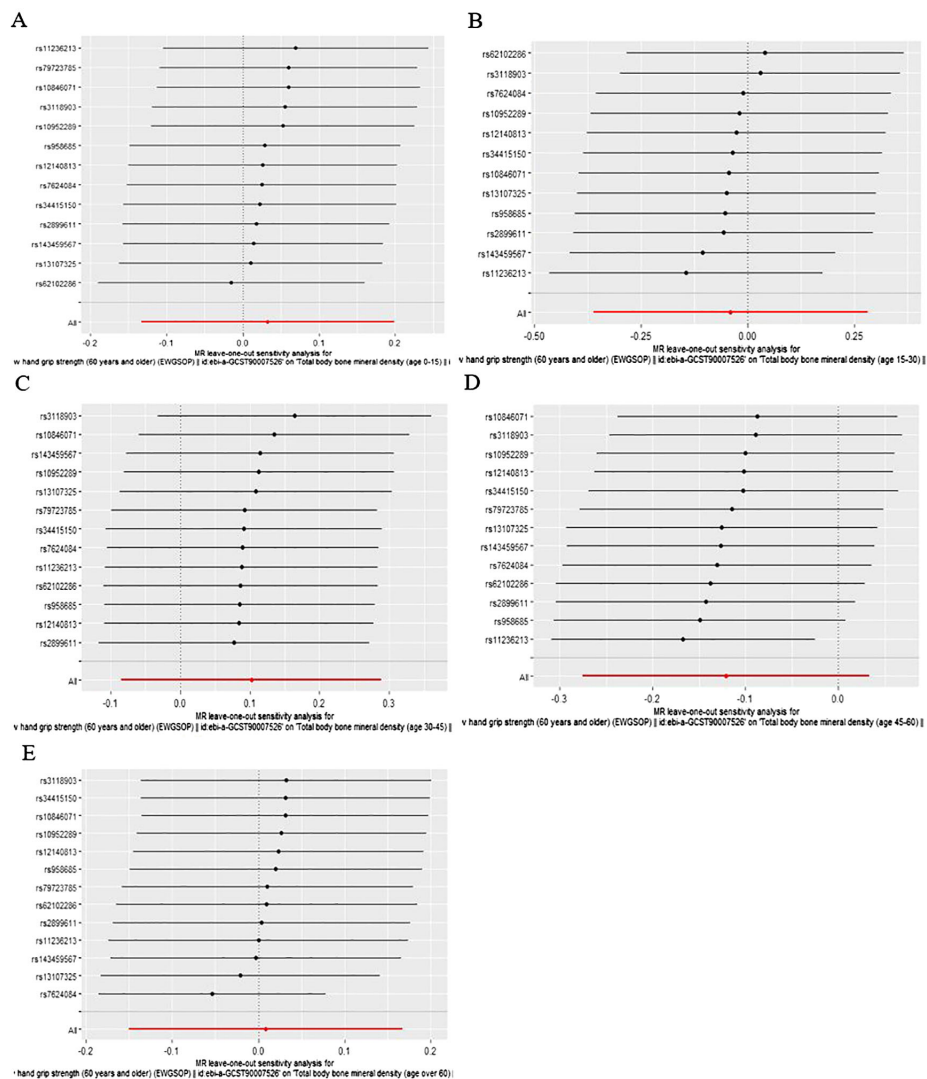 A
rs11236213
rs79723785
rs10846071
rs3118903
rs10952289
rs958685
rs12140813
rs7624084
rs34415150
rs2899611
rs143459567
rs13107325
rs62102286
All
-0.2
-0.1
0.0
0.1
0.2
MR leave-one-out sensitivity analysis for
w hand grip strength (60 years and older) (EWGSOP) || id:ebi-a-GCST90007526' on 'Total body bone mineral density (age 0-15) || i
B
rs62102286
rs3118903
rs7624084
rs10952289
rs12140813
rs34415150
rs10846071
rs13107325
rs958685
rs2899611
rs143459567
rs11236213
All
-0.50
-0.25
0.00
0.25
MR leave-one-out sensitivity analysis for
w hand grip strength (60 years and older) (EWGSOP) || id:ebi-a-GCST90007526' on 'Total body bone mineral density (age 15-30) ||
C
rs3118903
rs10846071
rs143459567
rs10952289
rs13107325
rs79723785
rs34415150
rs7624084
rs11236213
rs62102286
rs958685
rs12140813
rs2899611
All
-0.1
0.0
0.1
0.2
0.3
MR leave-one-out sensitivity analysis for
w hand grip strength (60 years and older) (EWGSOP) || id:ebi-a-GCST90007526' on 'Total body bone mineral density (age 30-45) ||
D
rs10846071
rs3118903
rs10952289
rs12140813
rs34415150
rs79723785
rs13107325
rs143459567
rs7624084
rs62102286
rs2899611
rs958685
rs11236213
All
-0.3
-0.2
-0.1
0.0
MR leave-one-out sensitivity analysis for
w hand grip strength (60 years and older) (EWGSOP) || id:ebi-a-GCST90007526' on 'Total body bone mineral density (age 45-60) ||
E
rs3118903
rs34415150
rs10846071
rs10952289
rs12140813
rs958685
rs79723785
rs62102286
rs2899611
rs11236213
rs143459567
rs13107325
rs7624084
All
-0.2
-0.1
0.0
0.1
0.2
MR leave-one-out sensitivity analysis for
hand grip strength (60 years and older) (EWGSOP) || id:ebi-a-GCST90007526' on 'Total body bone mineral density (age over 60) |